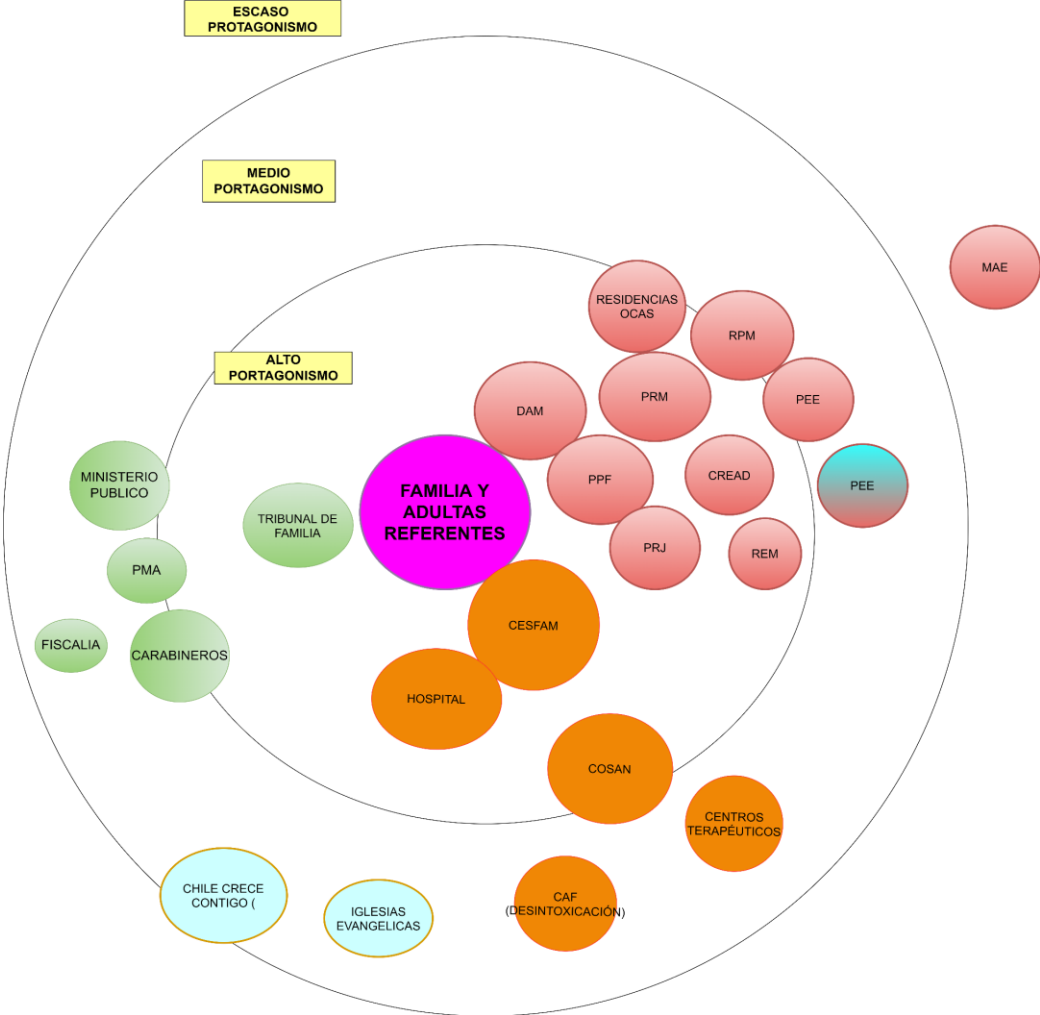 ESCASO
PROTAGONISMO
MEDIO
PORTAGONISMO
MAE
RESIDENCIAS
OCAS
RPM
ALTO
PORTAGONISMO
PRM
PEE
DAM
MINISTERIO
PUBLICO
FAMILIA Y
ADULTAS
REFERENTES
PPF
CREAD
PEE
TRIBUNAL DE
FAMILIA
PRJ
REM
PMA
FISCALIA
CARABINEROS
CESFAM
HOSPITAL
COSAN
CENTROS
TERAPÉUTICOS
CHILE CRECE
CONTIGO (
IGLESIAS
EVANGELICAS
CAF
(DESINTOXICACIÓN)